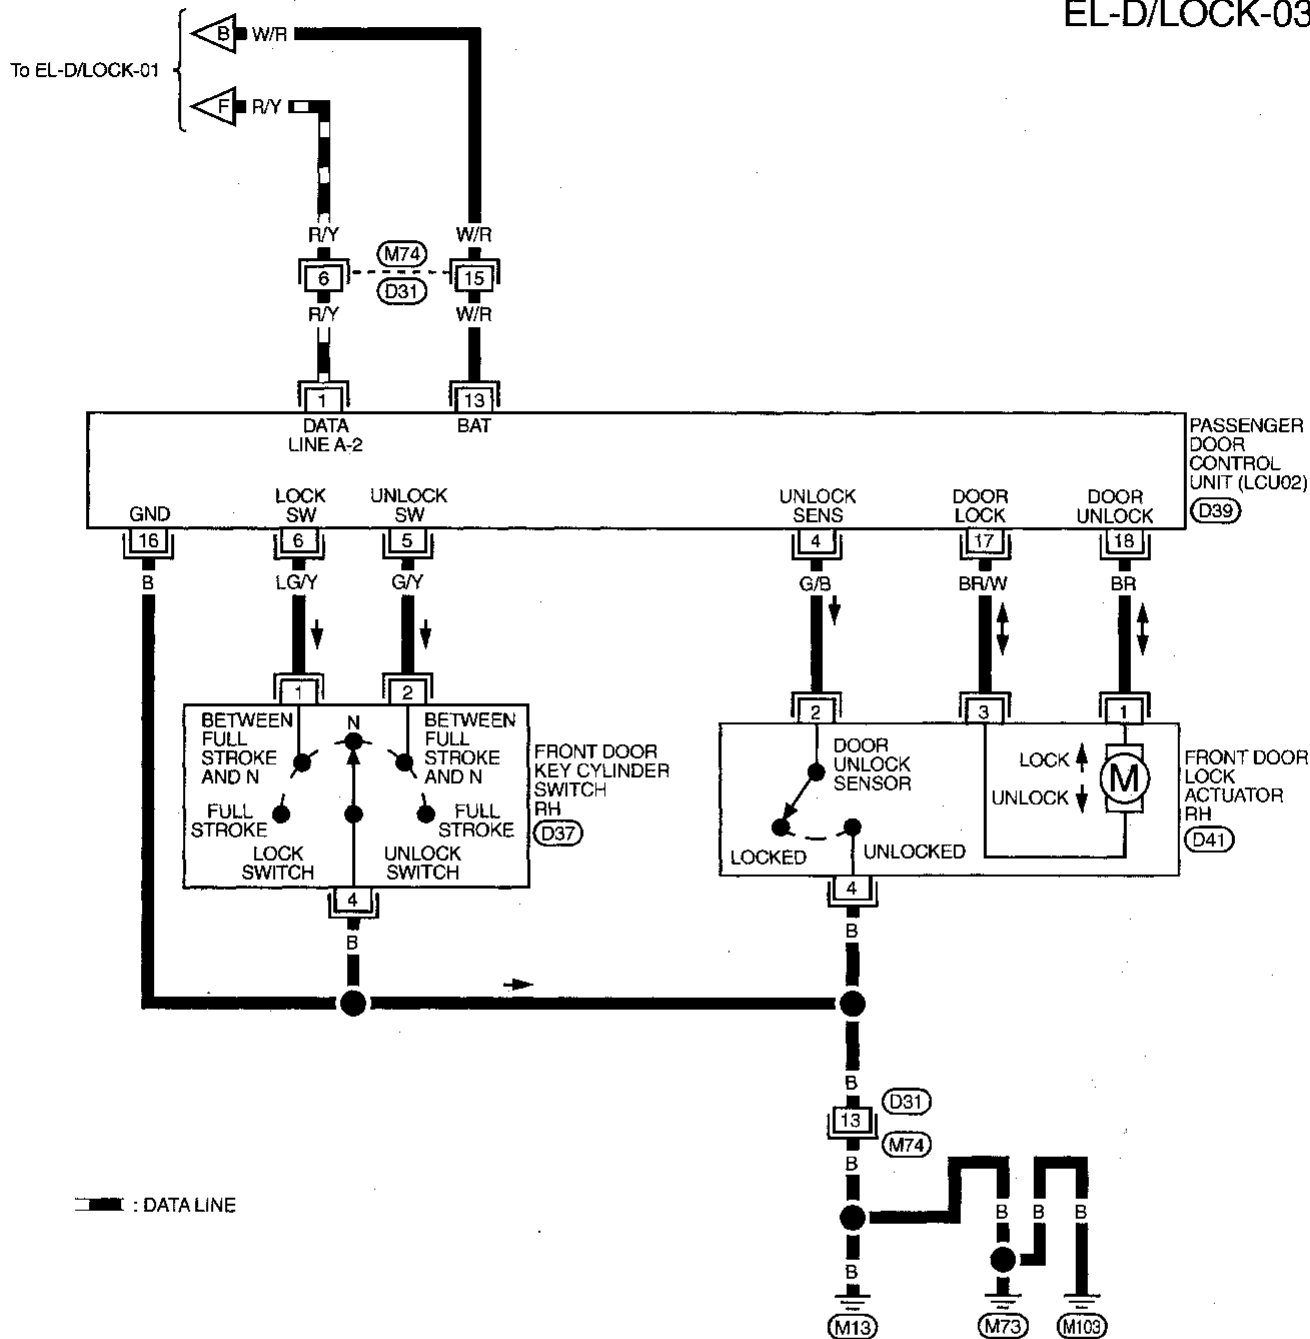 EL-D/LOCK-03
B W/R
To EL-D/LOCK-01
F R/Y
R/Y W/R
M74
6 15
D31
R/Y W/R
1 13
DATA
LINE A-2
BAT
PASSENGER
DOOR
CONTROL
UNIT (LCU02)
D39
GND
LOCK
SW
UNLOCK
SW
UNLOCK
SENS
DOOR
LOCK
DOOR
UNLOCK
16 6 5 4 17 18
B LG/Y G/Y G/B BR/W BR
1 2 2 3 1
BETWEEN
FULL
STROKE
AND N
N
BETWEEN
FULL
STROKE
AND N
FULL
STROKE
FULL
STROKE
LOCK
SWITCH
UNLOCK
SWITCH
FRONT DOOR
KEY CYLINDER
SWITCH
RH
D37
DOOR
UNLOCK
SENSOR
LOCKED
UNLOCKED
LOCK
UNLOCK
M
FRONT DOOR
LOCK
ACTUATOR
RH
D41
4 4
B B
B
D31
13
M74
B
B B B
B
M13 M73 M103
: DATA LINE